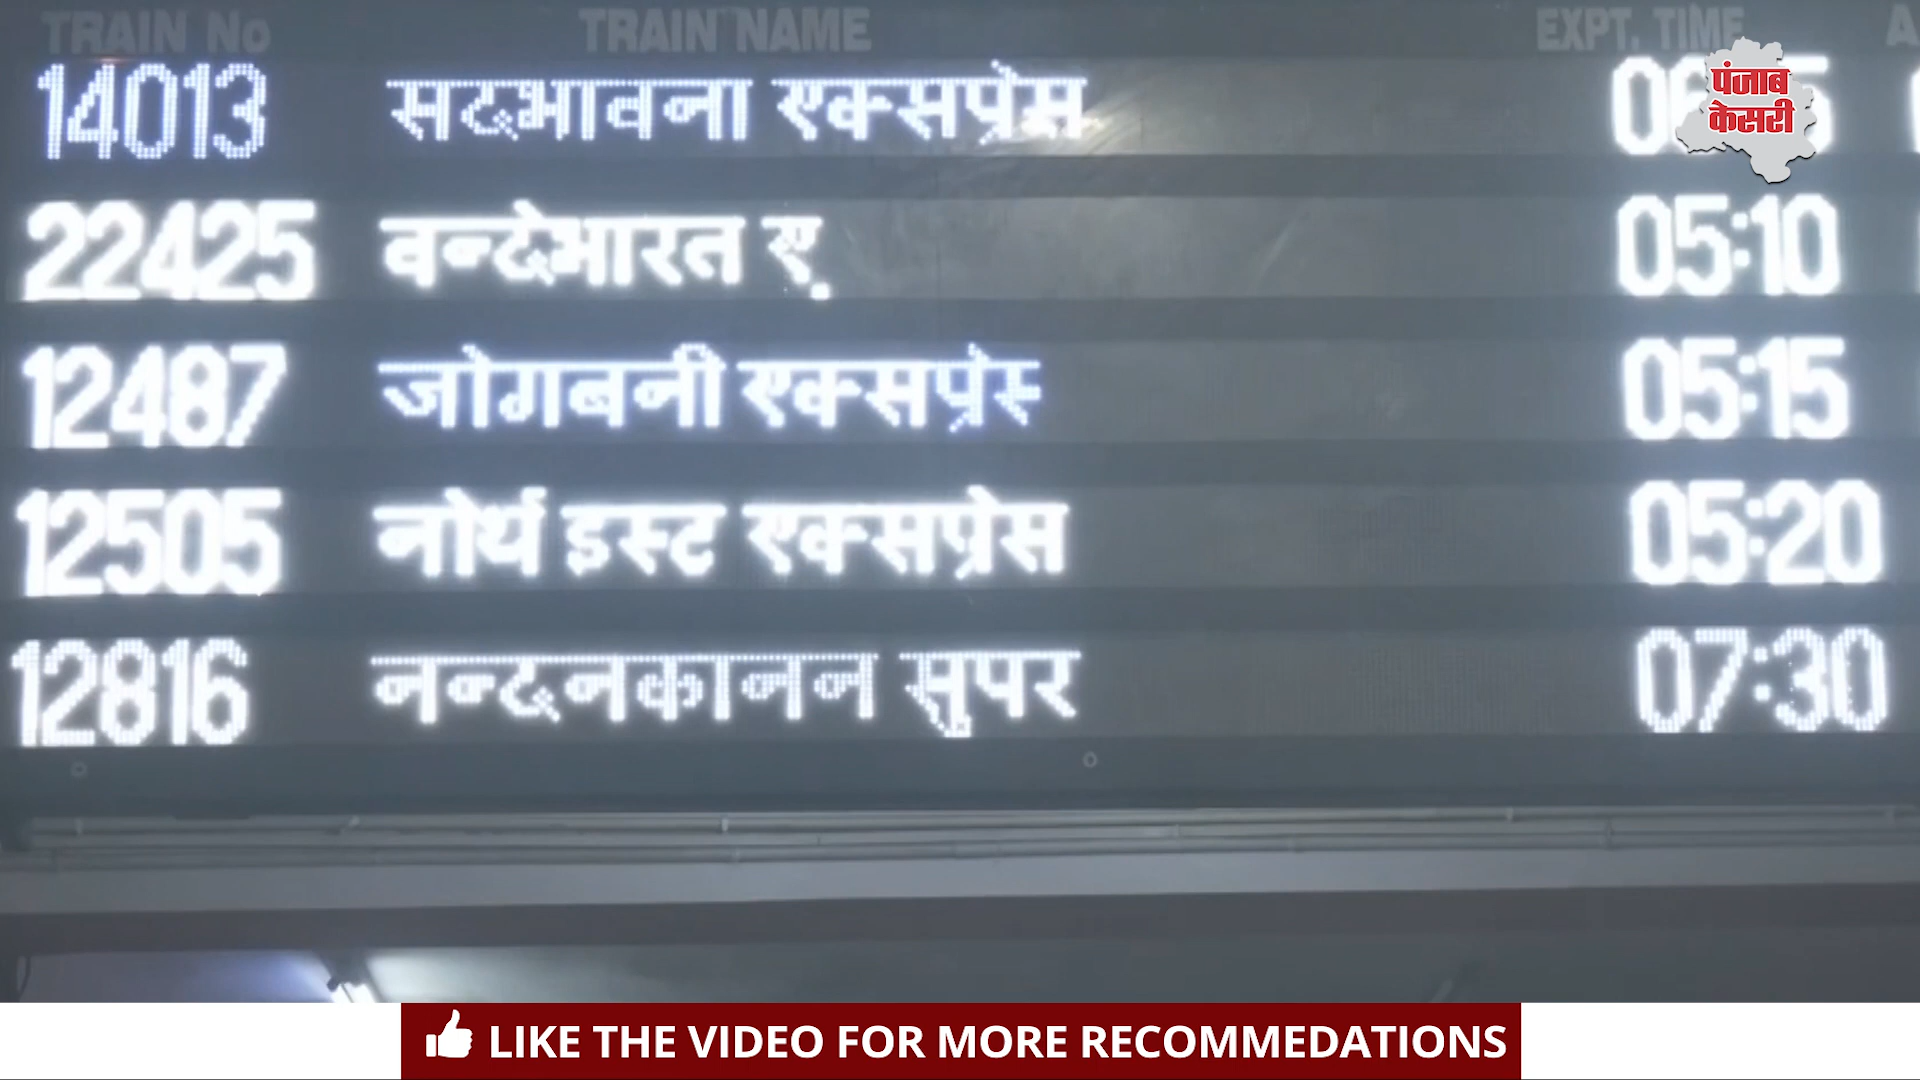 TRAIN No TRAIN NAME EXPT. TIME
14013 सदभावना एक्सप्रेस
पंजाब
केसरी
22425 वन्देभारत ए. 05:10
12487 जोगबनी एक्सप्रेस 05:15
12505 नोर्थ इस्ट एक्सप्रेस 05:20
12816 नन्दनकानन सुपर 07:30
LIKE THE VIDEO FOR MORE RECOMMEDATIONS